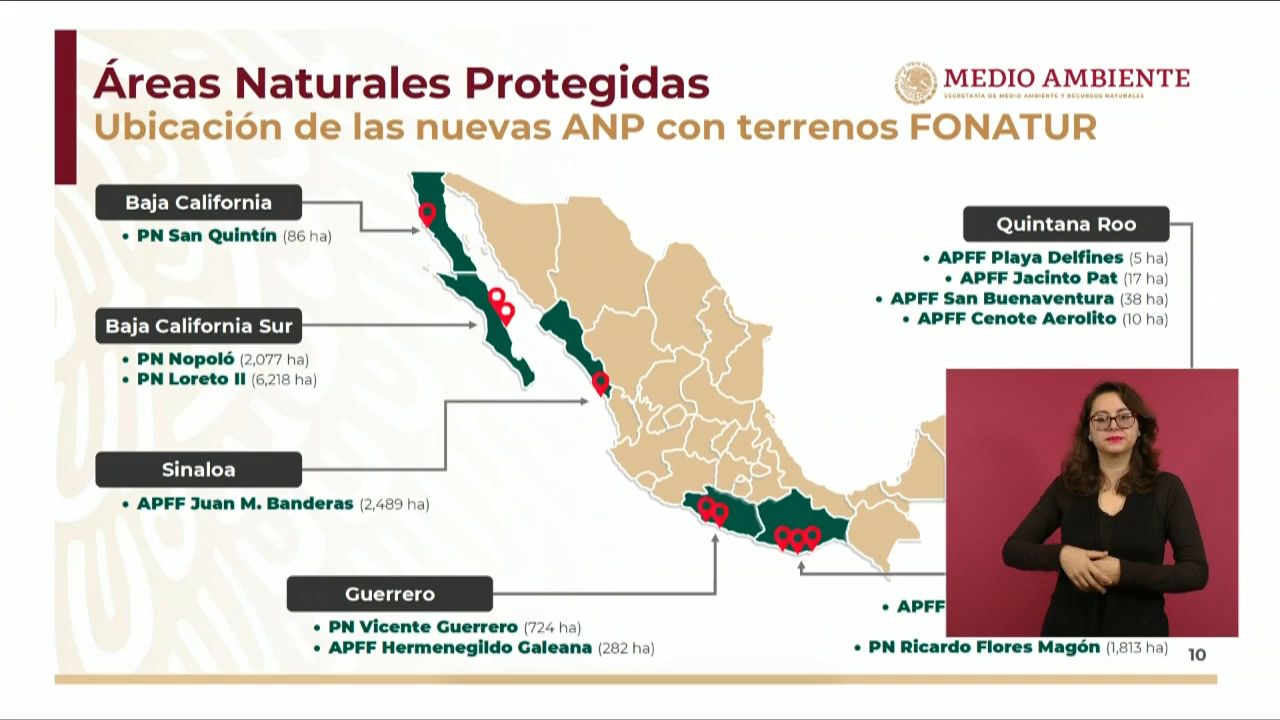 Áreas Naturales Protegidas
Ubicación de las nuevas ANP con terrenos FONATUR
MEDIO AMBIENTE
SECRETARÍA DE MEDIO AMBIENTE Y RECURSOS NATURALES
Baja California
• PN San Quintín (86 ha)
Baja California Sur
• PN Nopoló (2,077 ha)
• PN Loreto II (6,218 ha)
Sinaloa
• APFF Juan M. Banderas (2,489 ha)
Guerrero
• PN Vicente Guerrero (724 ha)
• APFF Hermenegildo Galeana (282 ha)
Quintana Roo
• APFF Playa Delfines (5 ha)
• APFF Jacinto Pat (17 ha)
• APFF San Buenaventura (38 ha)
• APFF Cenote Aerolito (10 ha)
• APFF
• PN Ricardo Flores Magón (1,813 ha)
10